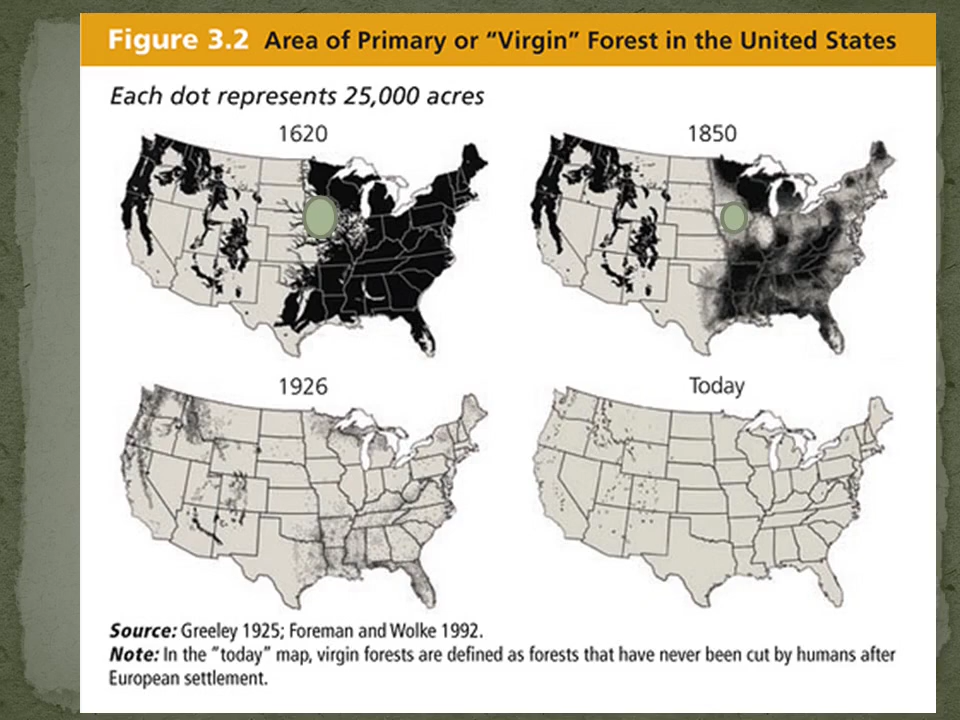 Figure 3.2 Area of Primary or “Virgin” Forest in the United States
Each dot represents 25,000 acres
1620
1850
1926
Today
Source: Greeley 1925; Foreman and Wolke 1992.
Note: In the “today” map, virgin forests are defined as forests that have never been cut by humans after
European settlement.